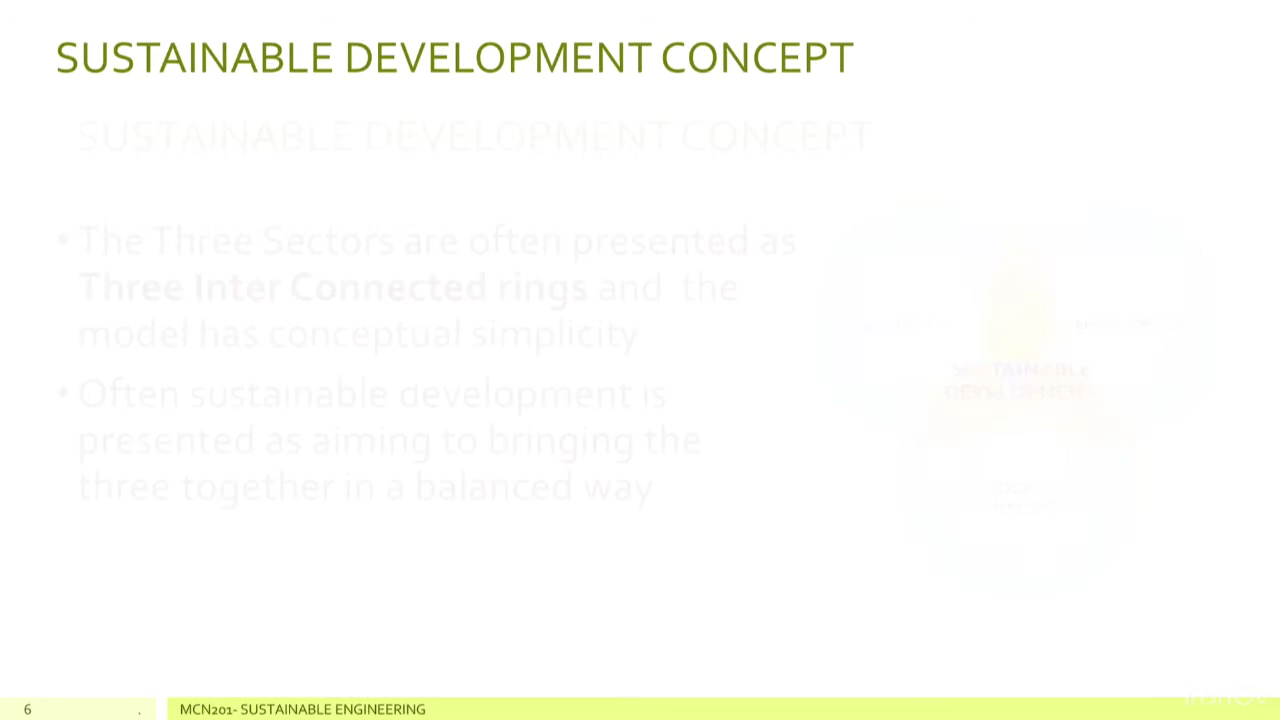 SUSTAINABLE DEVELOPMENT CONCEPT
SUSTAINABLE DEVELOPMENT CONCEPT
• The Three Sectors are often presented as
Three Inter Connected rings and the
model has conceptual simplicity
• Often sustainable development is
presented as aiming to bringing the
three together in a balanced way
SUSTAINABLE
DEVELOPMENT
6
.
MCN201- SUSTAINABLE ENGINEERING